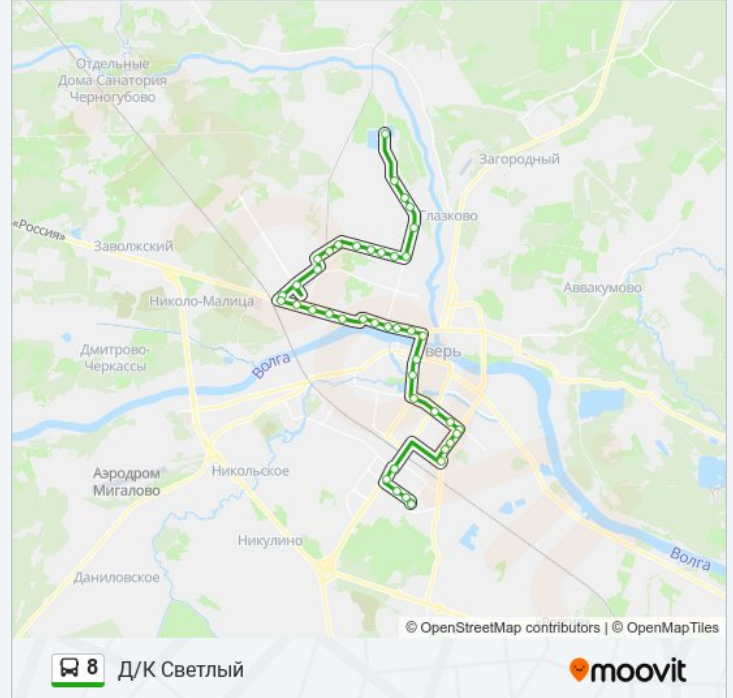 Отдельные
Дома Санатория
Черногубово
Загородный
Глазково
«Россия»
Заволжский
Николо-Малица
Аввакумово
Дмитрово-
Черкассы
Волга
верь
Аэродром
Мигалово
Никольское
Никулино
Волга
Даниловское
© OpenStreetMap contributors | © OpenMapTiles
8 Д/К Светлый
moovit